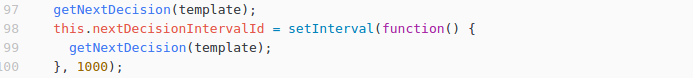 97 getNextDecision(template);
98 this.nextDecisionIntervalId = setInterval(function() {
99 getNextDecision(template);
100 }, 1000);